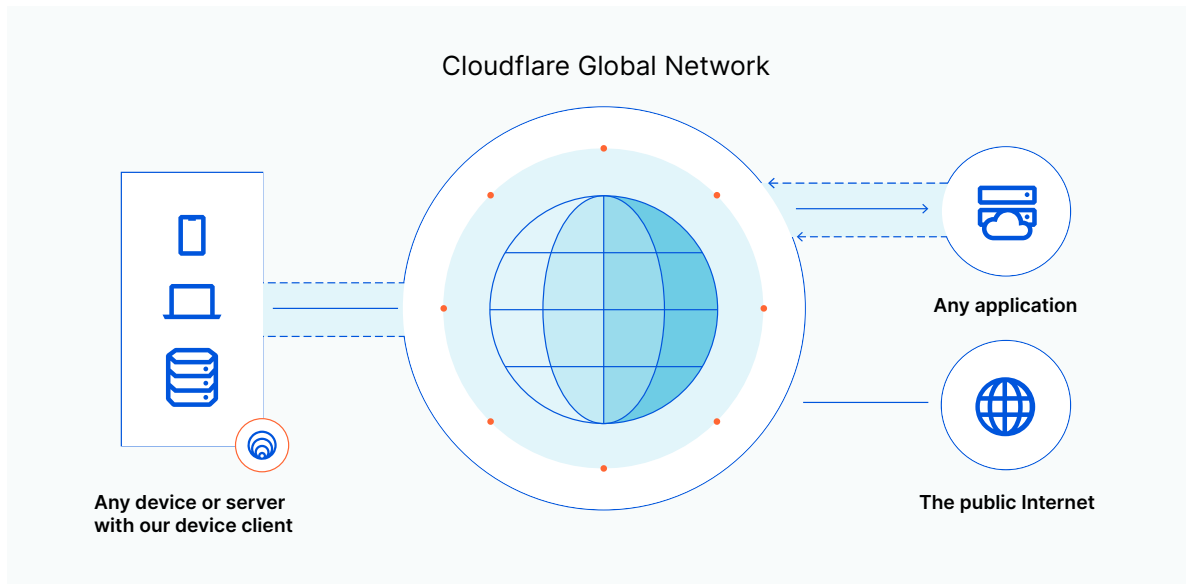 Cloudflare Global Network
Any application
Any device or server
with our device client
The public Internet